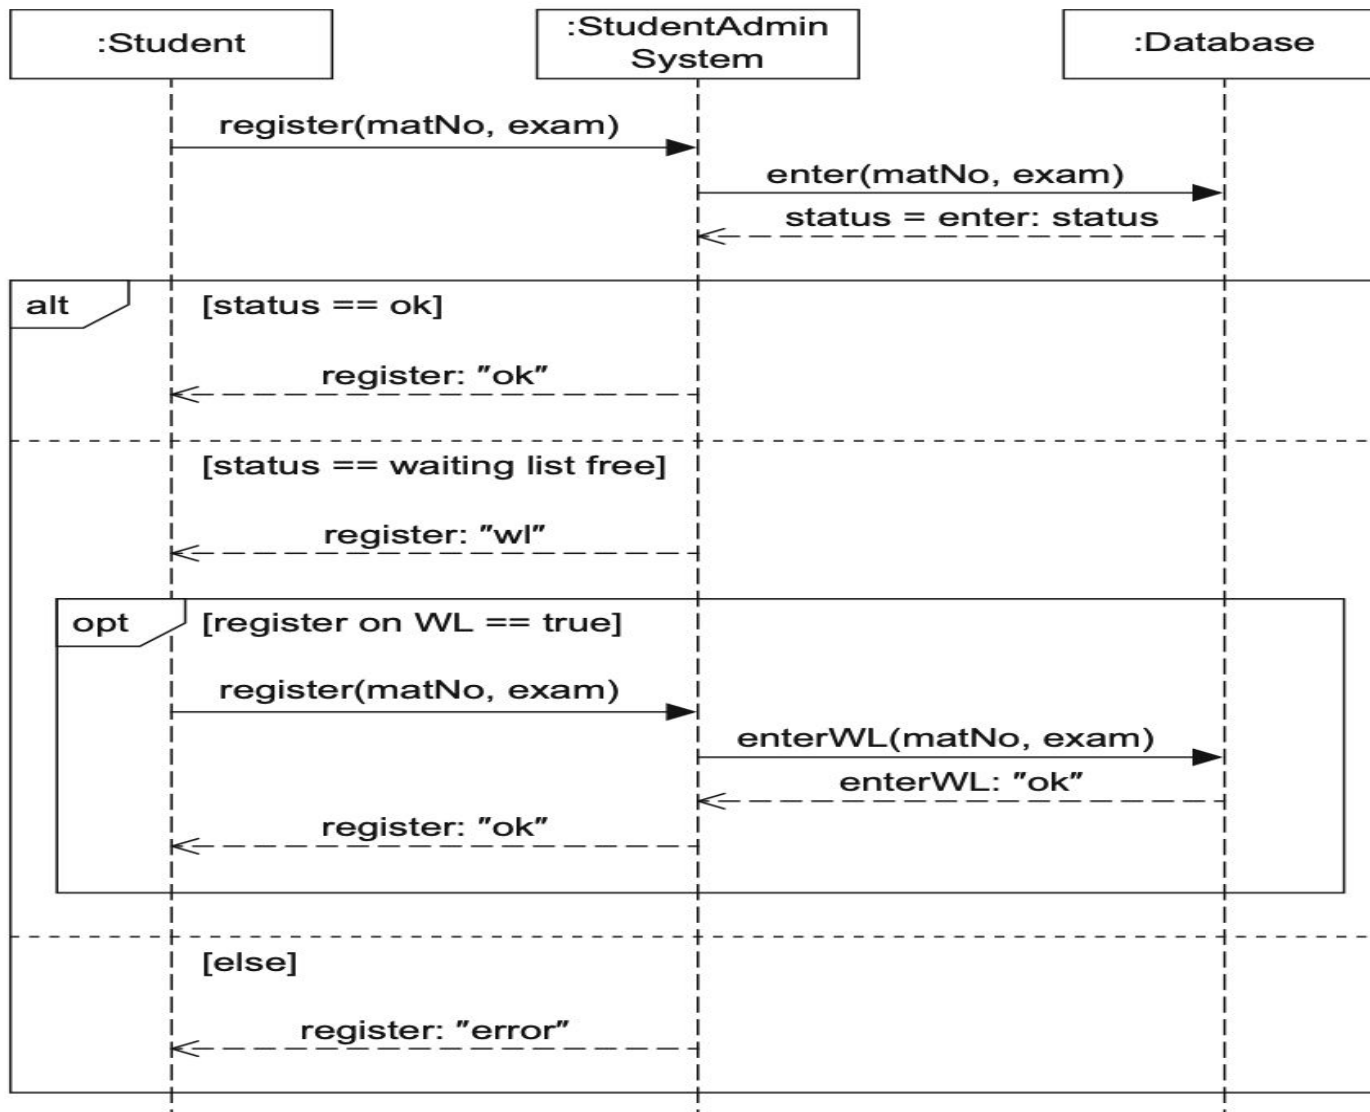 :Student
:StudentAdmin
System
:Database
register(matNo, exam)
enter(matNo, exam)
status = enter: status
alt
[status == ok]
register: "ok"
[status == waiting list free]
register: "wl"
opt
[register on WL == true]
register(matNo, exam)
enterWL(matNo, exam)
enterWL: "ok"
register: "ok"
[else]
register: "error"